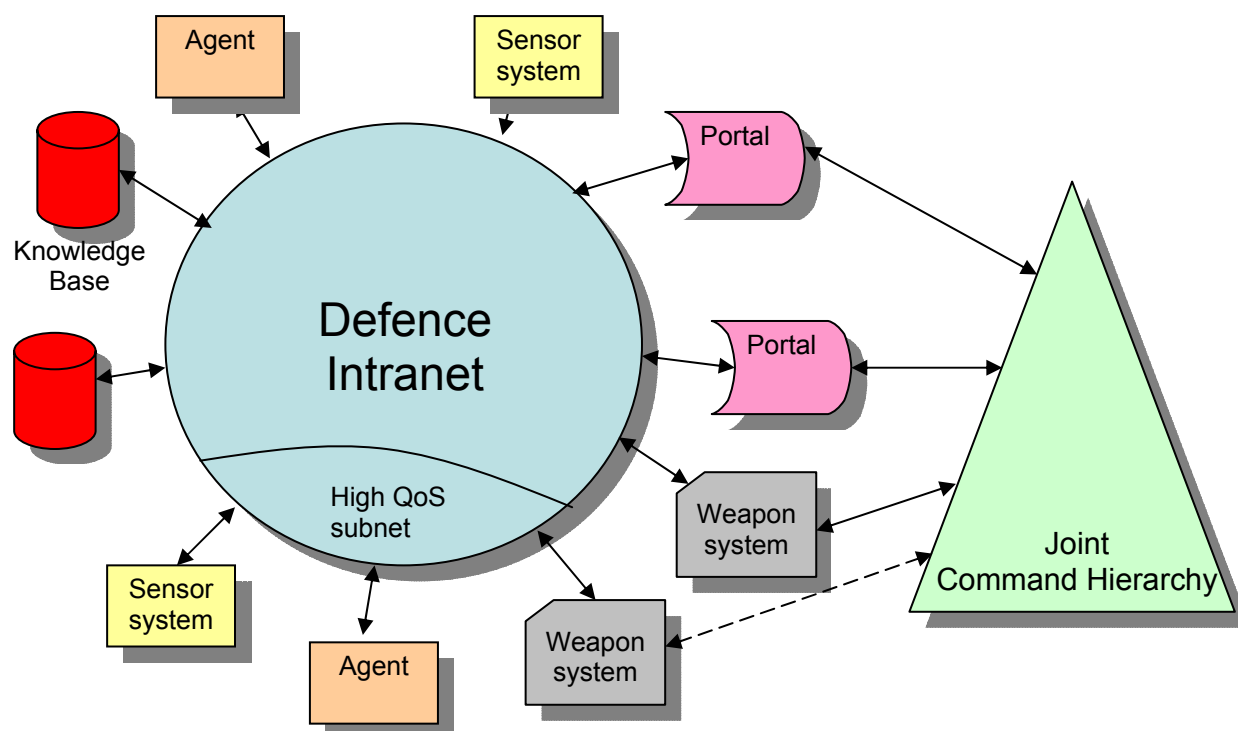 Agent
Sensor
system
Portal
Knowledge
Base
Defence
Intranet
Portal
High QoS
subnet
Weapon
system
Joint
Command Hierarchy
Sensor
system
Weapon
system
Agent